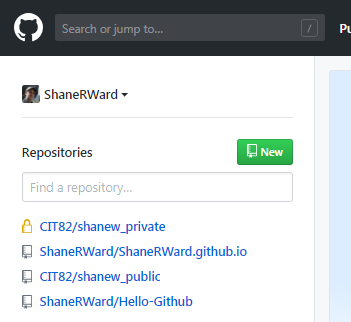 Search or jump to...
/
Pu
ShaneRWard
Repositories
New
Find a repository...
CIT82/shanew_private
ShaneRWard/ShaneRWard.github.io
CIT82/shanew_public
ShaneRWard/Hello-Github